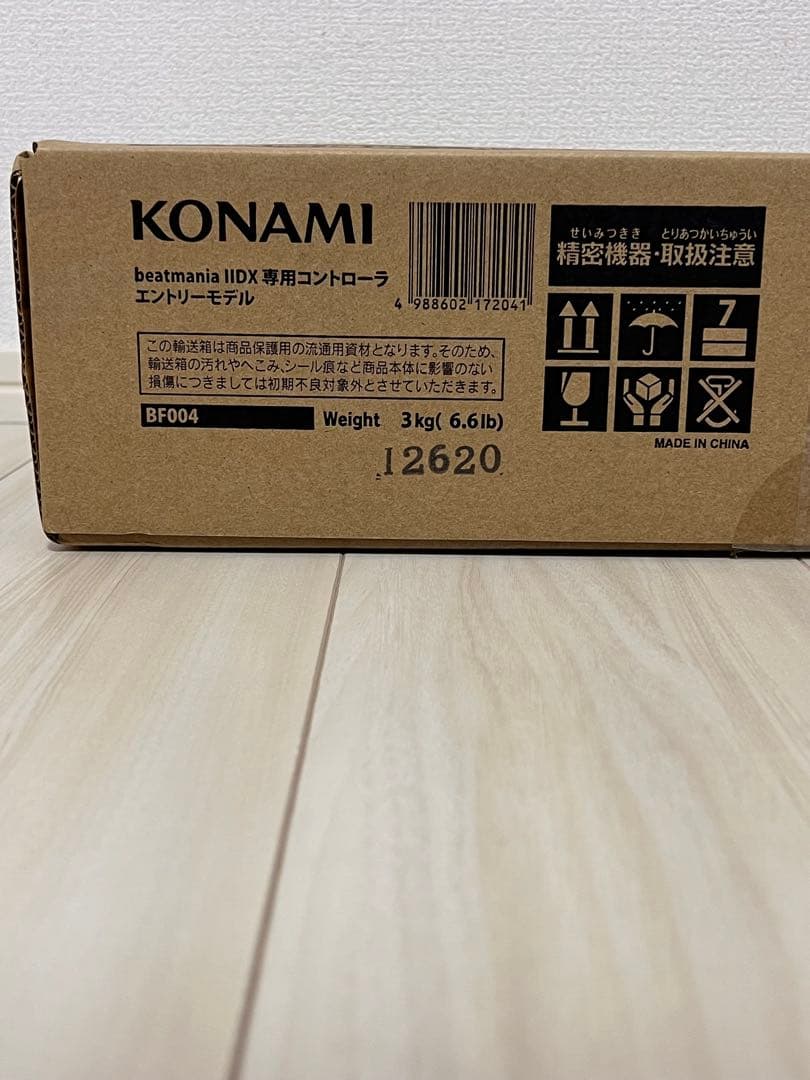 KONAMI
beatmania IIDX 専用コントローラ
エントリーモデル
4 988602 172041
せいみつきき とりあつかいちゅうい
精密機器・取扱注意
7
この輸送箱は商品保護用の流通用資材となります。そのため、
輸送箱の汚れやへこみ、シール痕など商品本体に影響のない
損傷につきましては初期不良対象外とさせていただきます。
BF004 Weight 3kg( 6.6lb)
MADE IN CHINA
12620